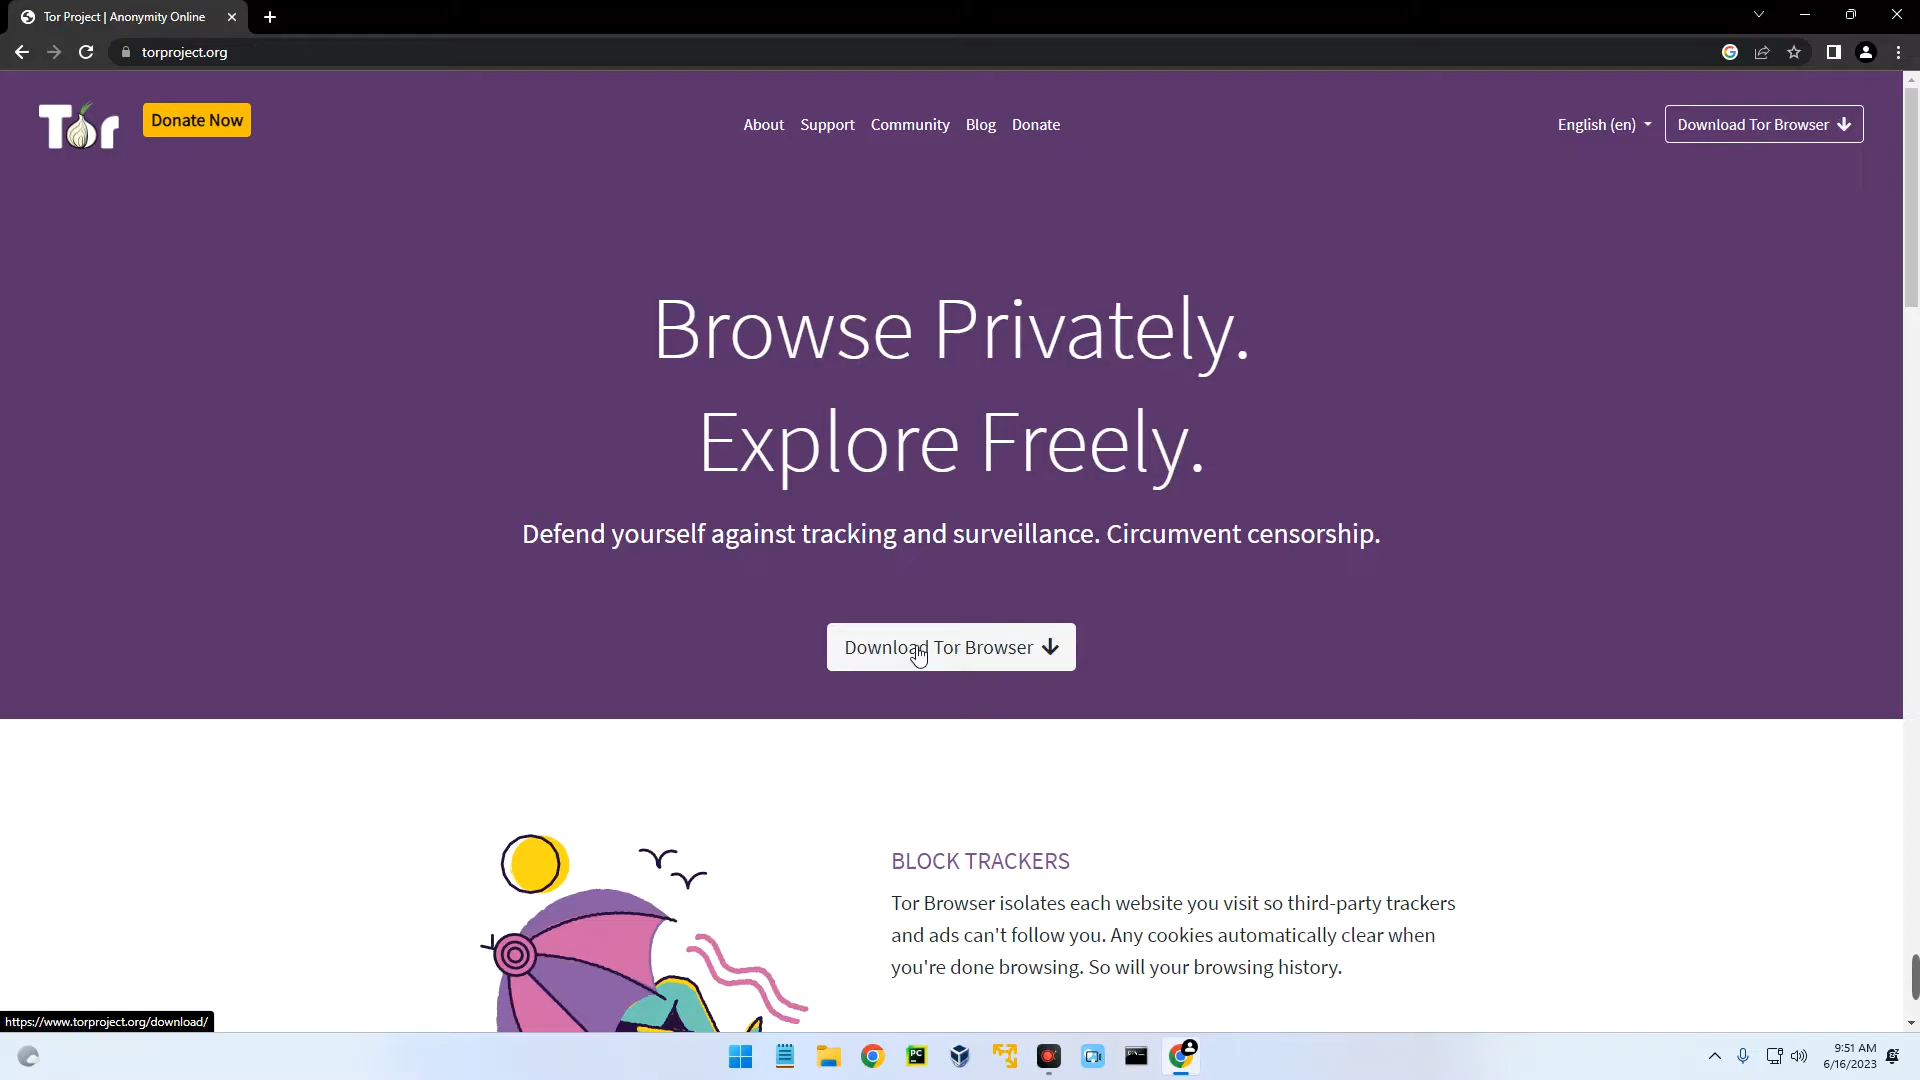 Tor Project | Anonymity Online
torproject.org
Tor
Donate Now
About Support Community Blog Donate
English (en)
Download Tor Browser
Browse Privately.
Explore Freely.
Defend yourself against tracking and surveillance. Circumvent censorship.
Download Tor Browser
BLOCK TRACKERS
Tor Browser isolates each website you visit so third-party trackers
and ads can't follow you. Any cookies automatically clear when
you're done browsing. So will your browsing history.
https://www.torproject.org/download/
PC
9:51 AM
6/16/2023